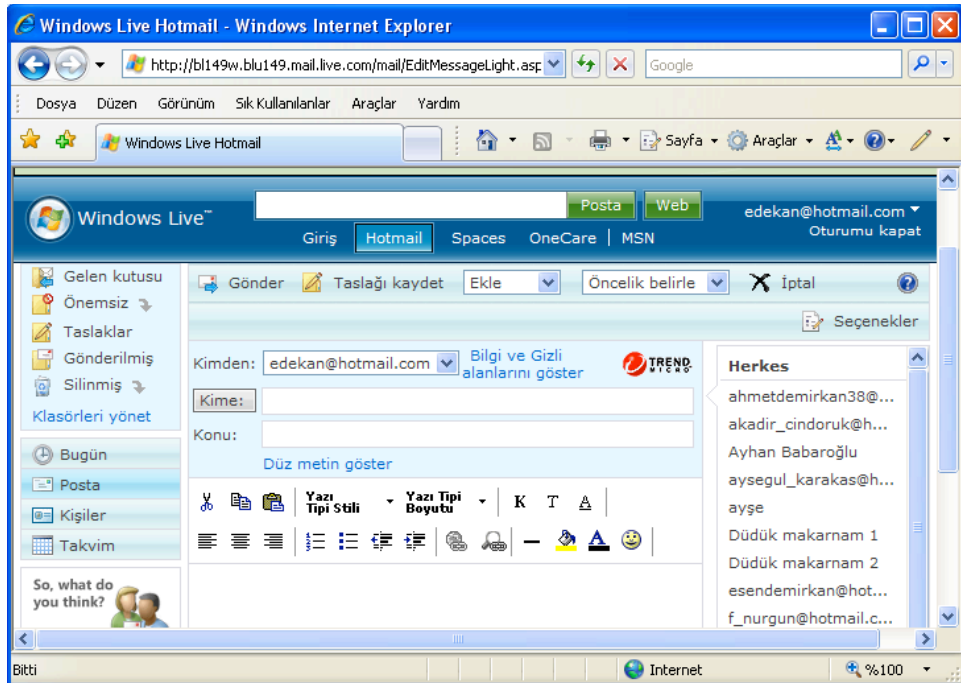 Windows Live Hotmail - Windows Internet Explorer
http://bl149w.blu149.mail.live.com/mail/EditMessageLight.asp
Google
Dosya Düzen Görünüm Sık Kullanılanlar Araçlar Yardım
Windows Live Hotmail
Sayfa Araçlar
Windows Live™
Posta Web
edekan@hotmail.com
Giriş Hotmail Spaces OneCare | MSN
Oturumu kapat
Gelen kutusu
Önemsiz
Taslaklar
Gönderilmiş
Silinmiş
Klasörleri yönet
Bugün
Posta
Kişiler
Takvim
So, what do
you think?
Gönder Taslağı kaydet Ekle Öncelik belirle İptal
Seçenekler
Kimden: edekan@hotmail.com
Bilgi ve Gizli
alanlarını göster
TREND
MICRO
Kime:
Konu:
Düz metin göster
Yazı
Tipi Stili
Yazı Tipi
Boyutu
K T A
A
Herkes
ahmetdemirkan38@...
akadir_cindoruk@h...
Ayhan Babaroğlu
aysegul_karakas@h...
ayşe
Düdük makarnam 1
Düdük makarnam 2
esendemirkan@hot...
f_nurgun@hotmail.c...
Bitti
Internet
%100